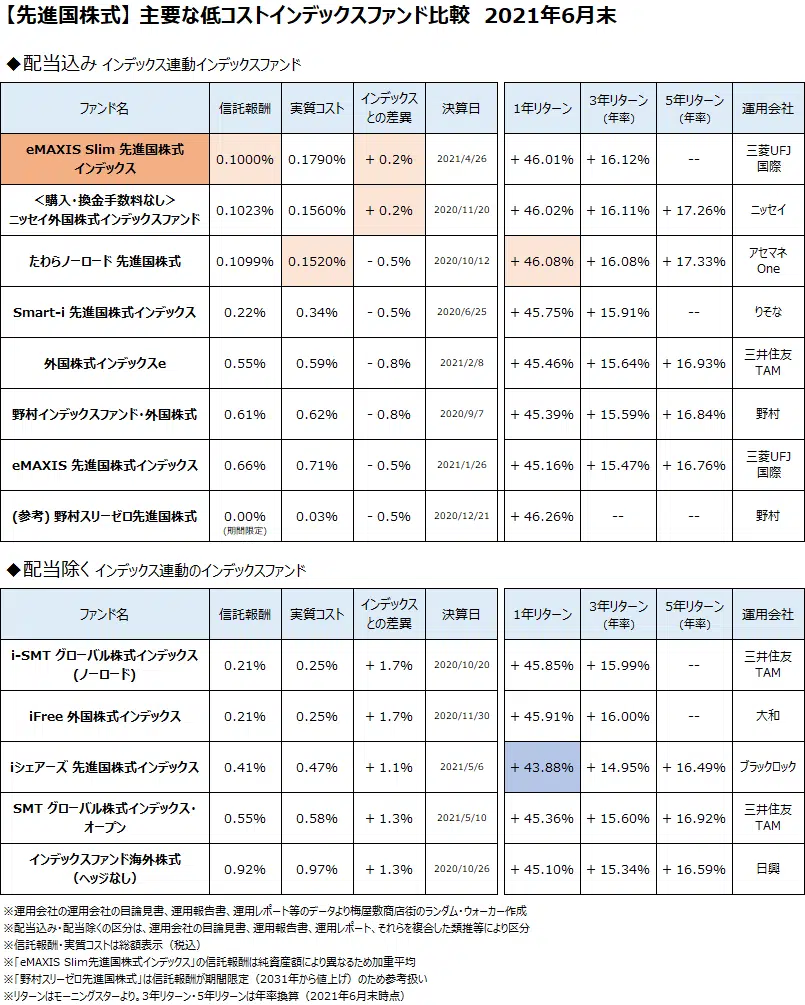 【先進国株式】 主要な低コストインデックスファンド比較 2021年6月末
◆配当込み インデックス連動インデックスファンド
ファンド名 信託報酬 実質コスト インデックスとの差異 決算日 1年リターン 3年リターン(年率) 5年リターン(年率) 運用会社
eMAXIS Slim 先進国株式インデックス 0.1000% 0.1790% + 0.2% 2021/4/26 + 46.01% + 16.12% -- 三菱UFJ国際
<購入・換金手数料なし>ニッセイ外国株式インデックスファンド 0.1023% 0.1560% + 0.2% 2020/11/20 + 46.02% + 16.11% + 17.26% ニッセイ
たわらノーロード 先進国株式 0.1099% 0.1520% - 0.5% 2020/10/12 + 46.08% + 16.08% + 17.33% アセマネOne
Smart-i 先進国株式インデックス 0.22% 0.34% - 0.5% 2020/6/25 + 45.75% + 15.91% -- りそな
外国株式インデックスe 0.55% 0.59% - 0.8% 2021/2/8 + 45.46% + 15.64% + 16.93% 三井住友TAM
野村インデックスファンド・外国株式 0.61% 0.62% - 0.8% 2020/9/7 + 45.39% + 15.59% + 16.84% 野村
eMAXIS 先進国株式インデックス 0.66% 0.71% - 0.5% 2021/1/26 + 45.16% + 15.47% + 16.76% 三菱UFJ国際
(参考) 野村スリーゼロ先進国株式 0.00%(期間限定) 0.03% - 0.5% 2020/12/21 + 46.26% -- -- 野村
◆配当除く インデックス連動のインデックスファンド
ファンド名 信託報酬 実質コスト インデックスとの差異 決算日 1年リターン 3年リターン(年率) 5年リターン(年率) 運用会社
i-SMT グローバル株式インデックス(ノーロード) 0.21% 0.25% + 1.7% 2020/10/20 + 45.85% + 15.99% -- 三井住友TAM
iFree 外国株式インデックス 0.21% 0.25% + 1.7% 2020/11/30 + 45.91% + 16.00% -- 大和
iシェアーズ 先進国株式インデックス 0.41% 0.47% + 1.1% 2021/5/6 + 43.88% + 14.95% + 16.49% ブラックロック
SMT グローバル株式インデックス・オープン 0.55% 0.58% + 1.3% 2021/5/10 + 45.36% + 15.60% + 16.92% 三井住友TAM
インデックスファンド海外株式(ヘッジなし) 0.92% 0.97% + 1.3% 2020/10/26 + 45.10% + 15.34% + 16.59% 日興
※運用会社の運用会社の目論見書、運用報告書、運用レポート等のデータより梅屋敷商店街のランダム・ウォーカー作成
※配当込み・配当除くの区分は、運用会社の目論見書、運用報告書、運用レポート、それらを複合した類推等により区分
※信託報酬・実質コストは総額表示（税込）
※「eMAXIS Slim先進国株式インデックス」の信託報酬は純資産額により異なるため加重平均
※「野村スリーゼロ先進国株式」は信託報酬が期間限定（2031年から値上げ）のため参考扱い
※リターンはモーニングスターより。3年リターン・5年リターンは年率換算（2021年6月末時点）